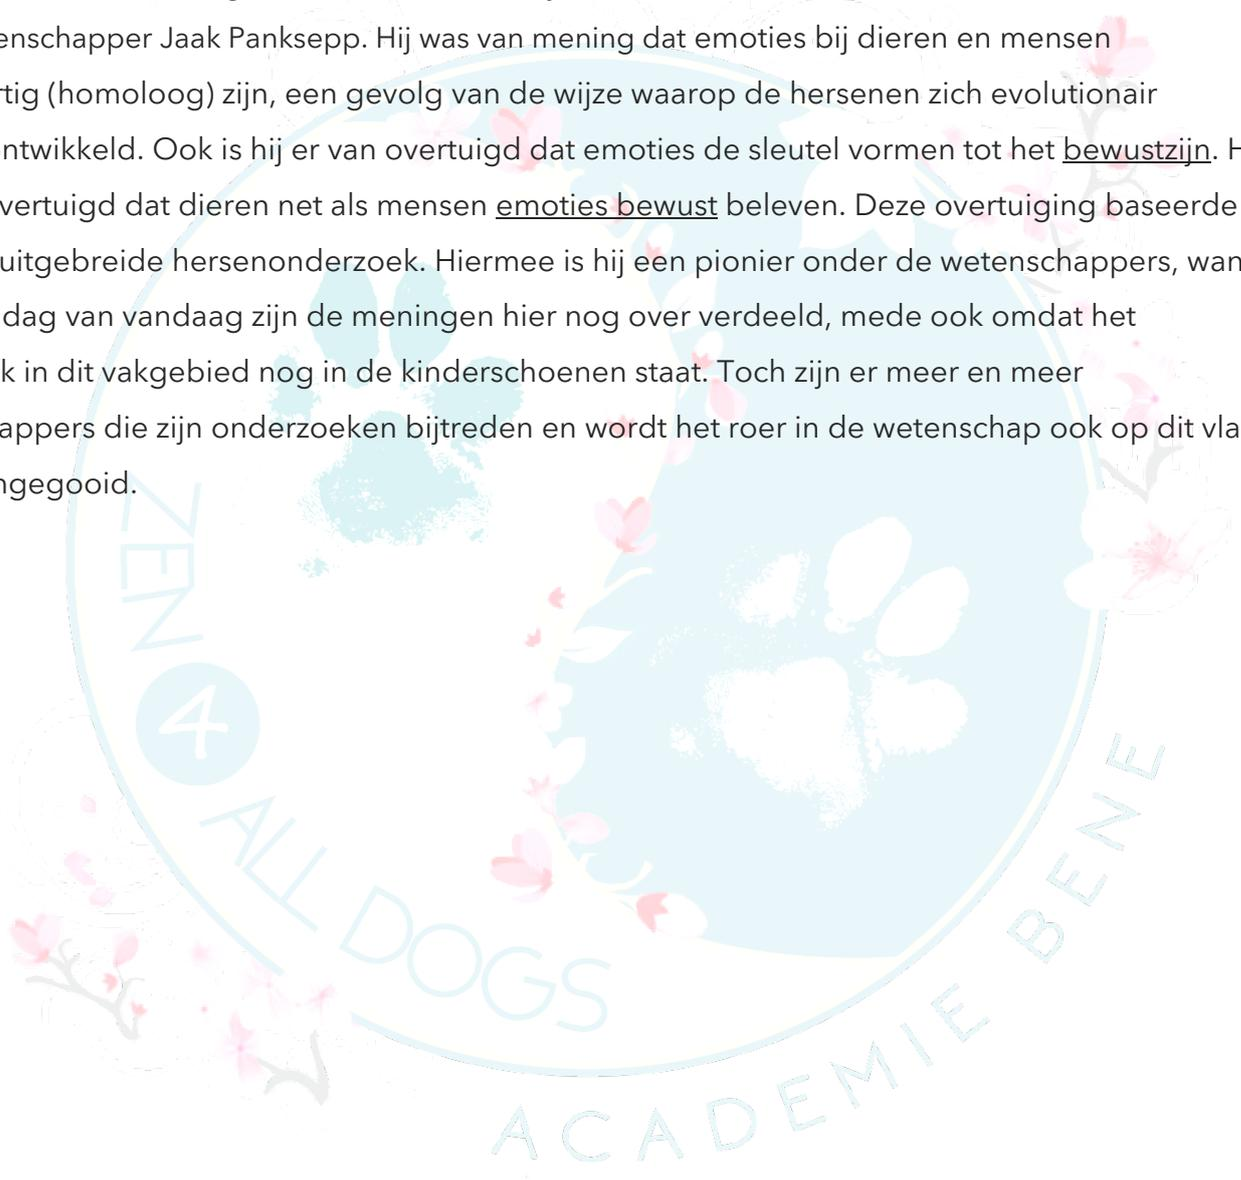 enschapper Jaak Panksepp. Hij was van mening dat emoties bij dieren en mensen
rtig (homoloog) zijn, een gevolg van de wijze waarop de hersenen zich evolutionair
ntwikkeld. Ook is hij er van overtuigd dat emoties de sleutel vormen tot het bewustzijn. H
vertuigd dat dieren net als mensen emoties bewust beleven. Deze overtuiging baseerde
uitgebreide hersenonderzoek. Hiermee is hij een pionier onder de wetenschappers, wan
dag van vandaag zijn de meningen hier nog over verdeeld, mede ook omdat het
k in dit vakgebied nog in de kinderschoenen staat. Toch zijn er meer en meer
appers die zijn onderzoeken bijtreden en wordt het roer in de wetenschap ook op dit vla
ngegooid.
ZEN 4 ALL DOGS
ACADEMIE BENE